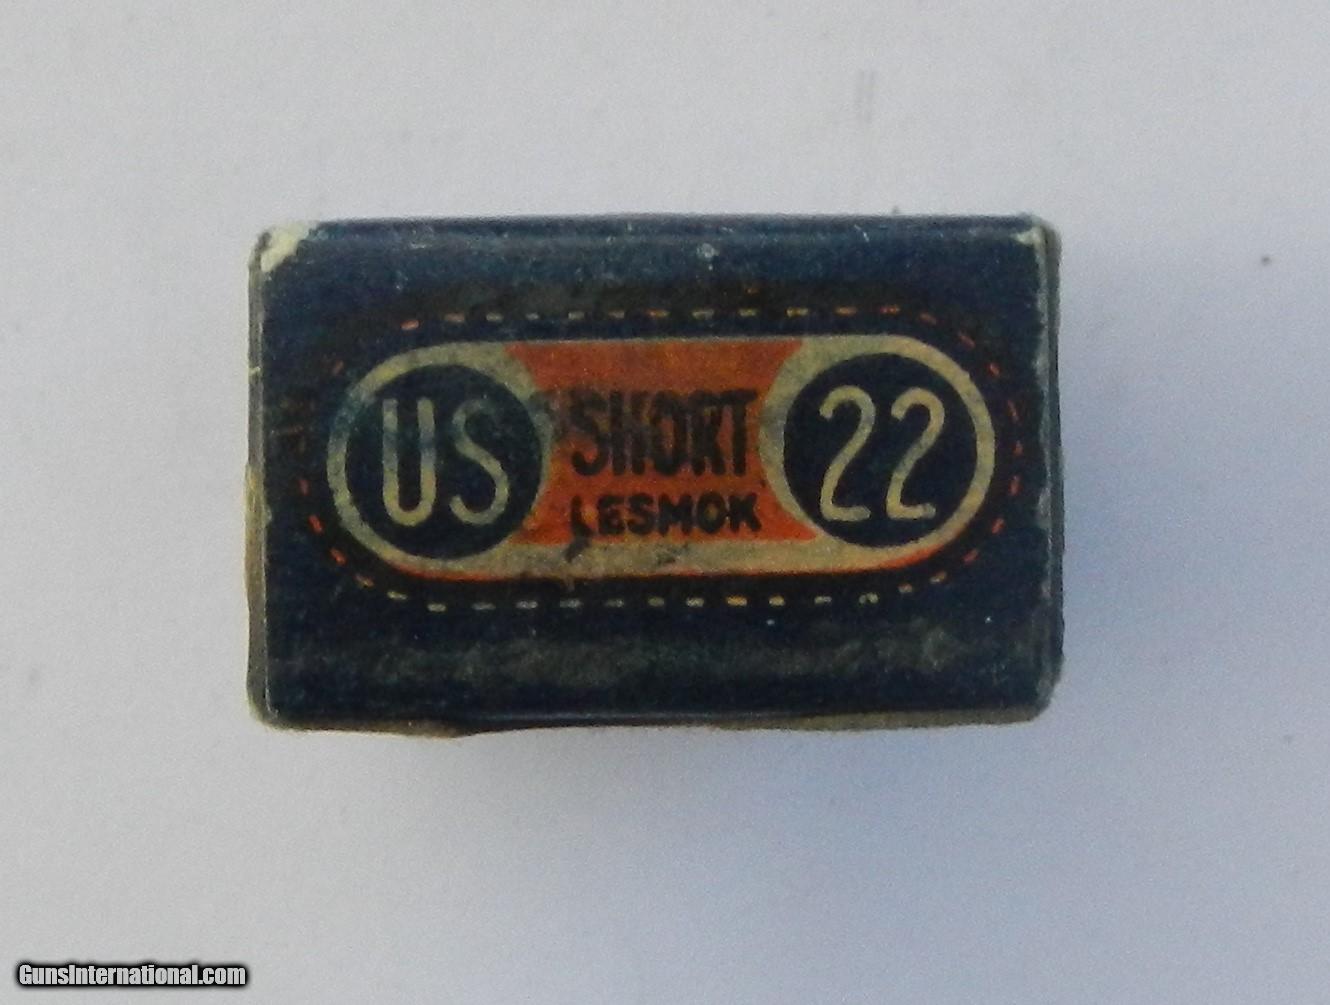 US SHORT 22
LESMOK
GunsInternational.com